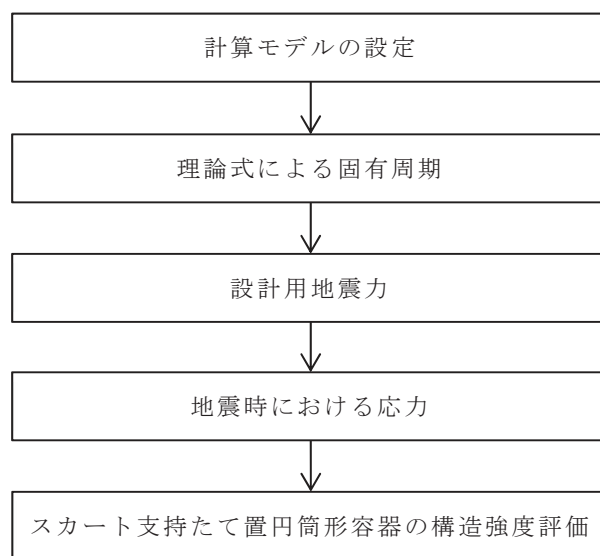 計算モデルの設定
理論式による固有周期
設計用地震力
地震時における応力
スカート支持たて置円筒形容器の構造強度評価